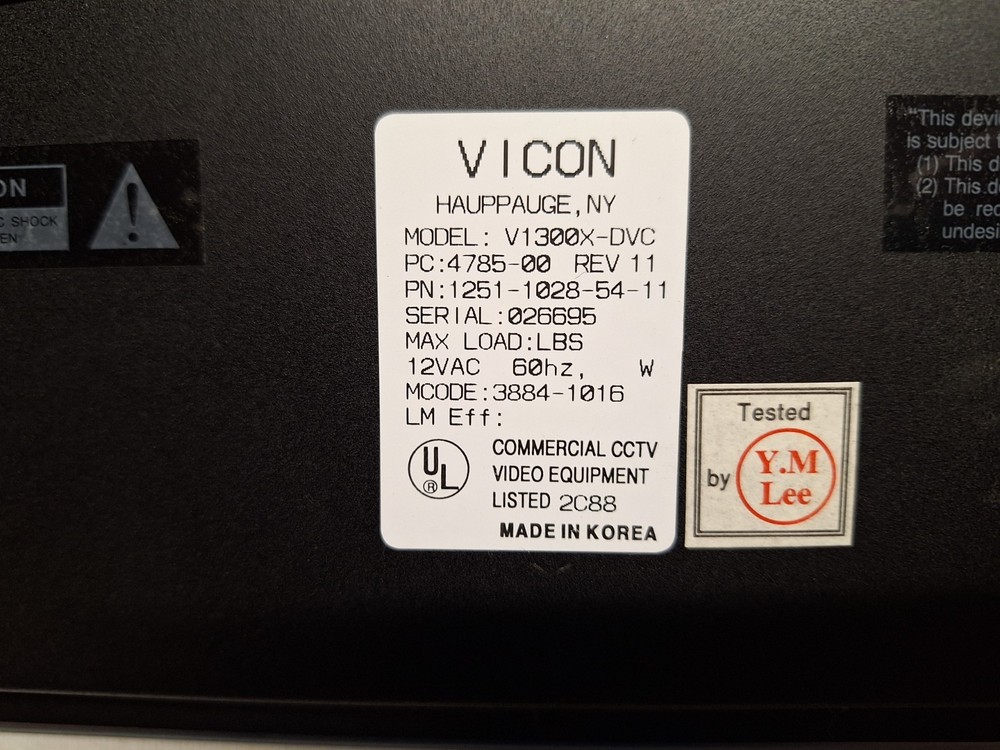 ON
C SHOCK
EN
VICON
HAUPPAUGE, NY
MODEL: V1300X-DVC
PC:4785-00 REV 11
PN:1251-1028-54-11
SERIAL:026695
MAX LOAD:LBS
12VAC 60hz, W
MCODE:3884-1016
LM Eff:
UL
®
COMMERCIAL CCTV
VIDEO EQUIPMENT
LISTED 2C88
MADE IN KOREA
Tested
by
Y.M
Lee
"This devi
is subject
(1) This d
(2) This d
be rec
undesi